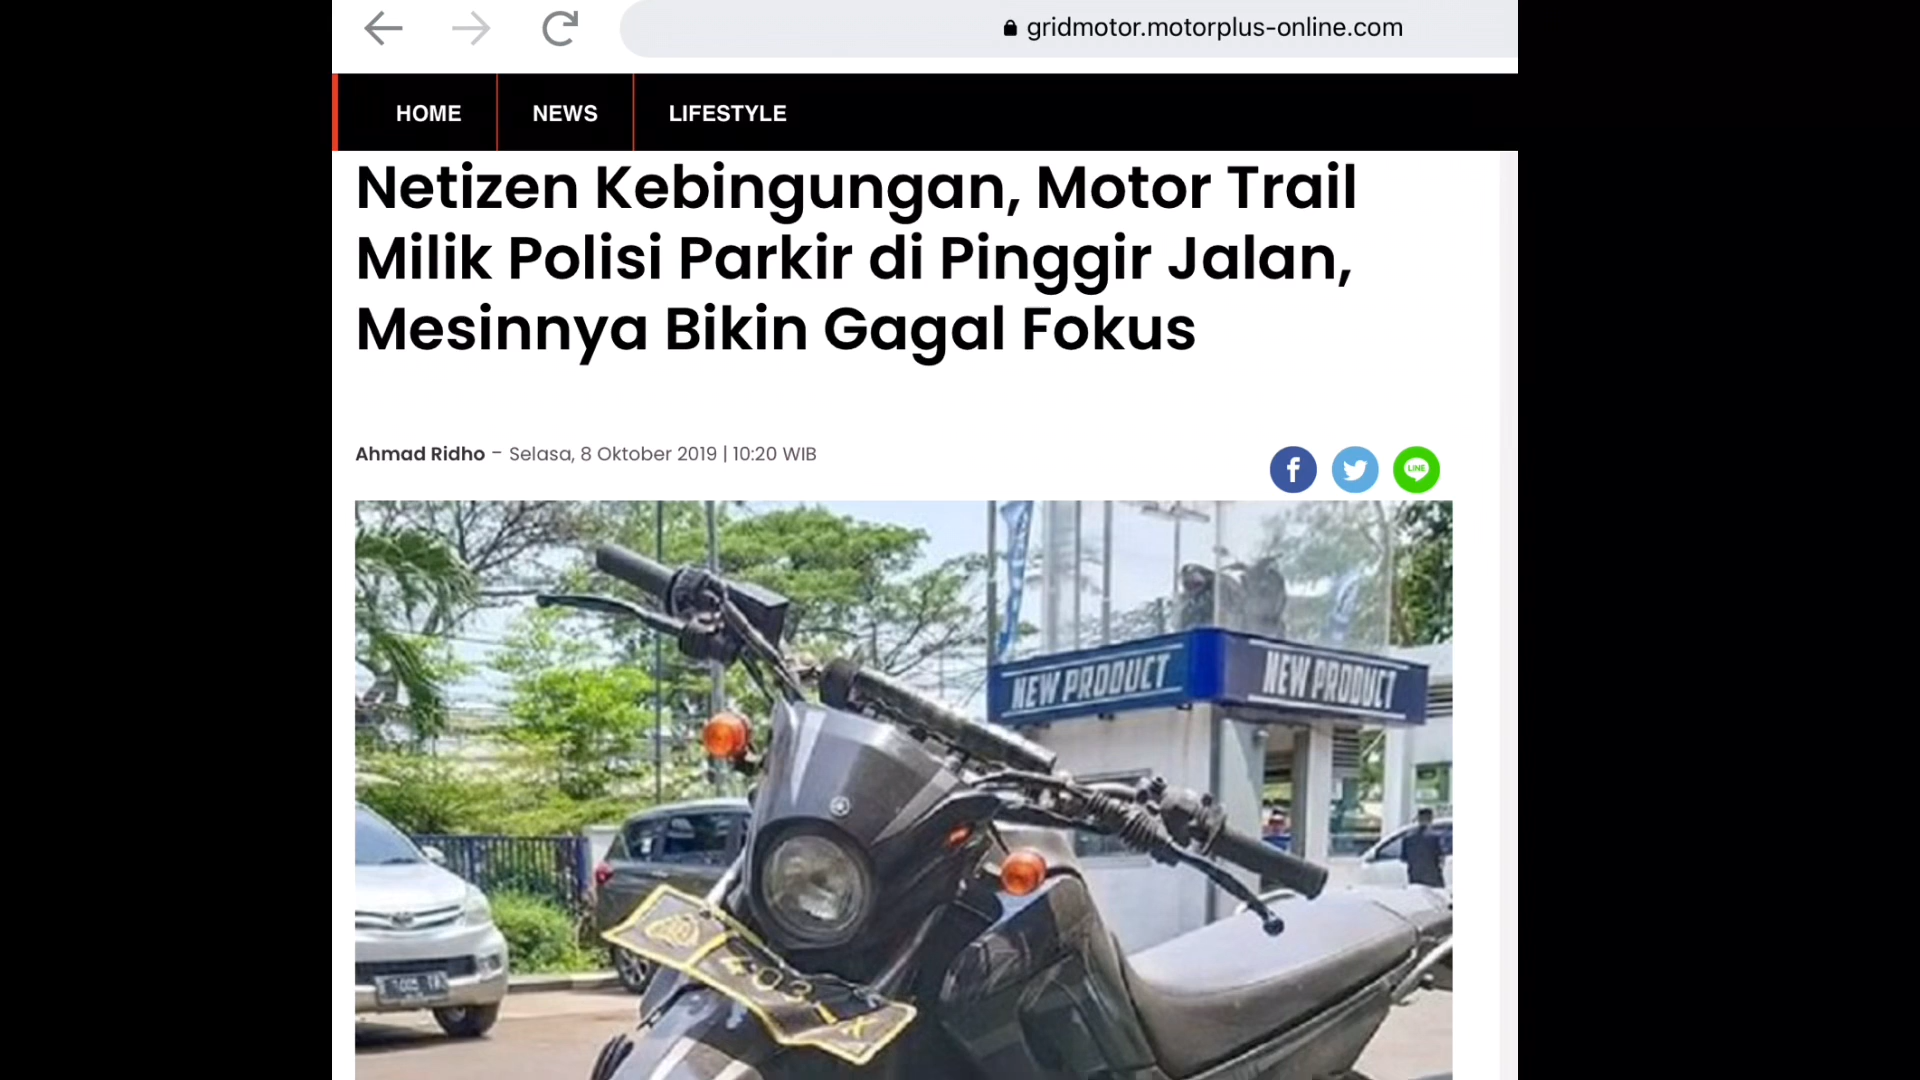 gridmotor.motorplus-online.com
HOME NEWS LIFESTYLE
Netizen Kebingungan, Motor Trail
Milik Polisi Parkir di Pinggir Jalan,
Mesinnya Bikin Gagal Fokus
Ahmad Ridho - Selasa, 8 Oktober 2019 | 10:20 WIB
LINE
NEW PRODUCT NEW PRODUCT